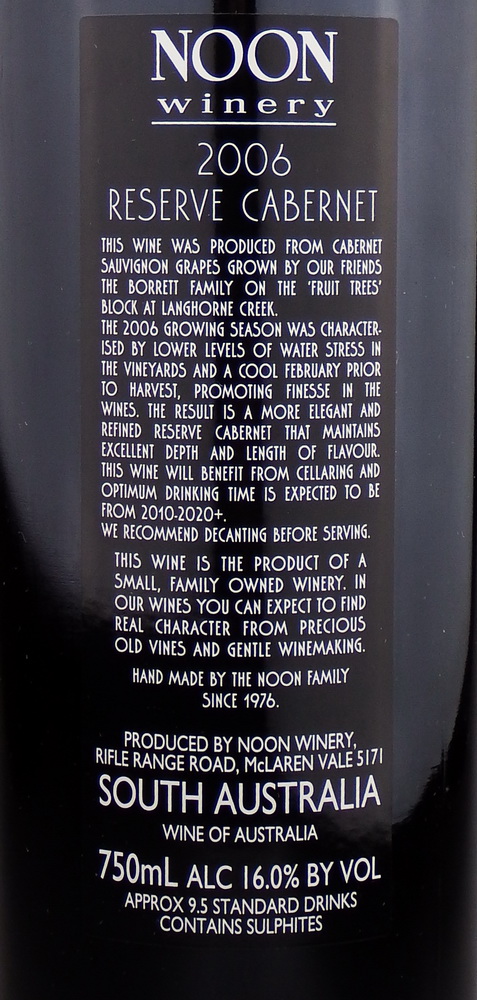 NOON
winery
2006
RESERVE CABERNET
THIS WINE WAS PRODUCED FROM CABERNET
SAUVIGNON GRAPES GROWN BY OUR FRIENDS
THE BORRETT FAMILY ON THE 'FRUIT TREES'
BLOCK AT LANGHORNE CREEK.
THE 2006 GROWING SEASON WAS CHARACTER-
ISED BY LOWER LEVELS OF WATER STRESS IN
THE VINEYARDS AND A COOL FEBRUARY PRIOR
TO HARVEST, PROMOTING FINESSE IN THE
WINES. THE RESULT IS A MORE ELEGANT AND
REFINED RESERVE CABERNET THAT MAINTAINS
EXCELLENT DEPTH AND LENGTH OF FLAVOUR.
THIS WINE WILL BENEFIT FROM CELLARING AND
OPTIMUM DRINKING TIME IS EXPECTED TO BE
FROM 2010-2020+.
WE RECOMMEND DECANTING BEFORE SERVING.
THIS WINE IS THE PRODUCT OF A
SMALL, FAMILY OWNED WINERY. IN
OUR WINES YOU CAN EXPECT TO FIND
REAL CHARACTER FROM PRECIOUS
OLD VINES AND GENTLE WINEMAKING.
HAND MADE BY THE NOON FAMILY
SINCE 1976.
PRODUCED BY NOON WINERY,
RIFLE RANGE ROAD, McLAREN VALE 5171
SOUTH AUSTRALIA
WINE OF AUSTRALIA
750mL ALC 16.0% BY VOL
APPROX 9.5 STANDARD DRINKS
CONTAINS SULPHITES